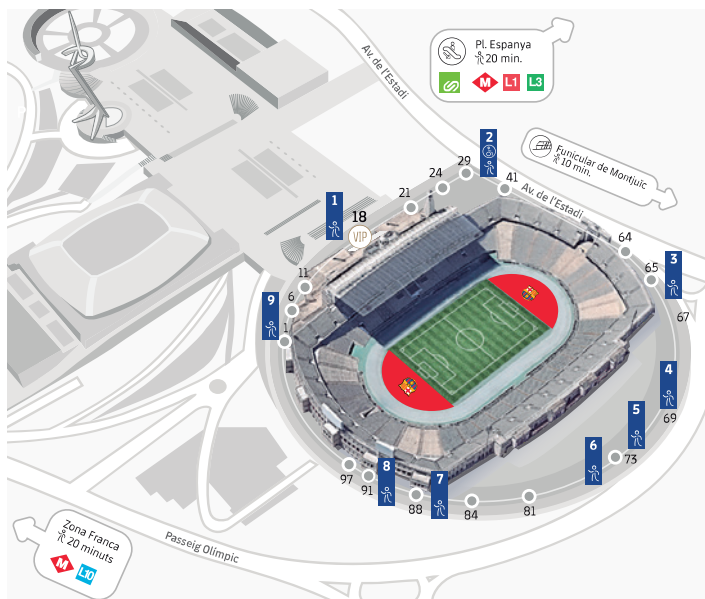 Av. de l'Estadi
Pl. Espanya
20 min.
M
L1
L3
Funicular de Montjuïc
10 min.
Av. de l'Estadi
2
29
24
41
21
1
18
VIP
64
3
65
67
11
6
9
1
4
69
5
6
73
97
91
8
88
7
84
81
Zona Franca
20 minuts
M
L10
Passeig Olímpic